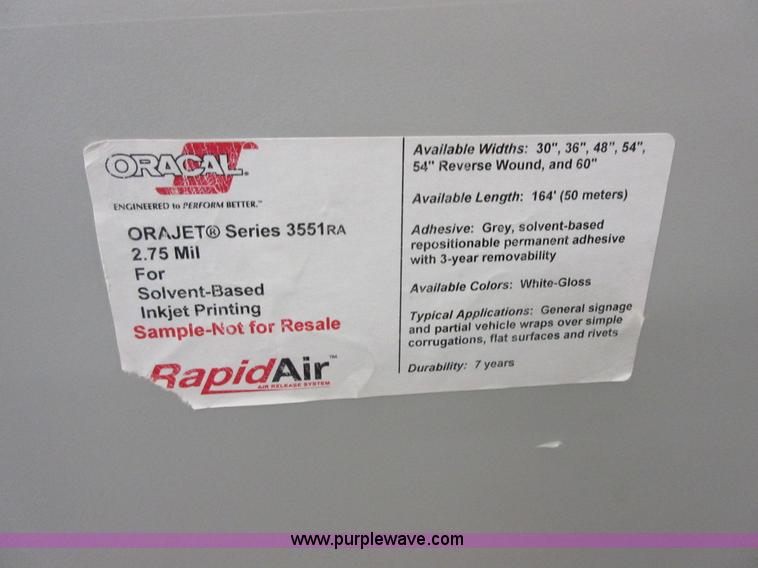 ORACAL®
ENGINEERED to PERFORM BETTER.™
ORAJET® Series 3551RA
2.75 Mil
For
Solvent-Based
Inkjet Printing
Sample-Not for Resale
RapidAir™
AIR RELEASE SYSTEM
Available Widths: 30", 36", 48", 54",
54" Reverse Wound, and 60"
Available Length: 164' (50 meters)
Adhesive: Grey, solvent-based
repositionable permanent adhesive
with 3-year removability
Available Colors: White-Gloss
Typical Applications: General signage
and partial vehicle wraps over simple
corrugations, flat surfaces and rivets
Durability: 7 years
www.purplewave.com